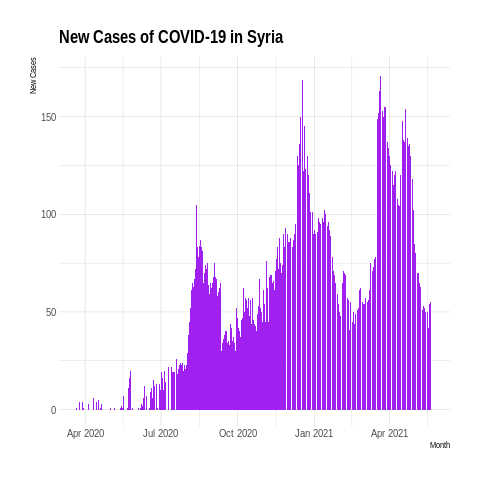 New Cases of COVID-19 in Syria
New Cases
150
100
50
0
Apr 2020
Jul 2020
Oct 2020
Jan 2021
Apr 2021
Month